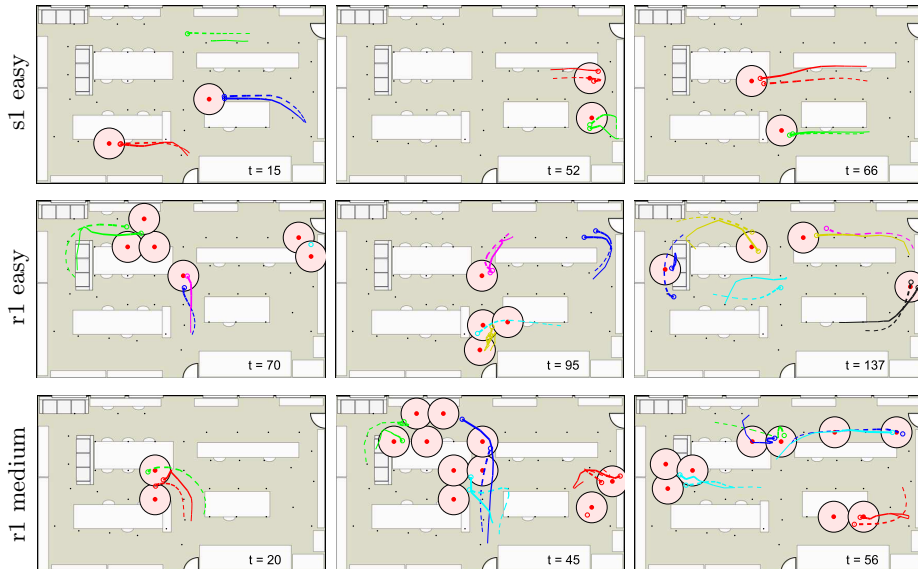 s1 easy
t = 15
t = 52
t = 66
r1 easy
t = 70
t = 95
t = 137
r1 medium
t = 20
t = 45
t = 56